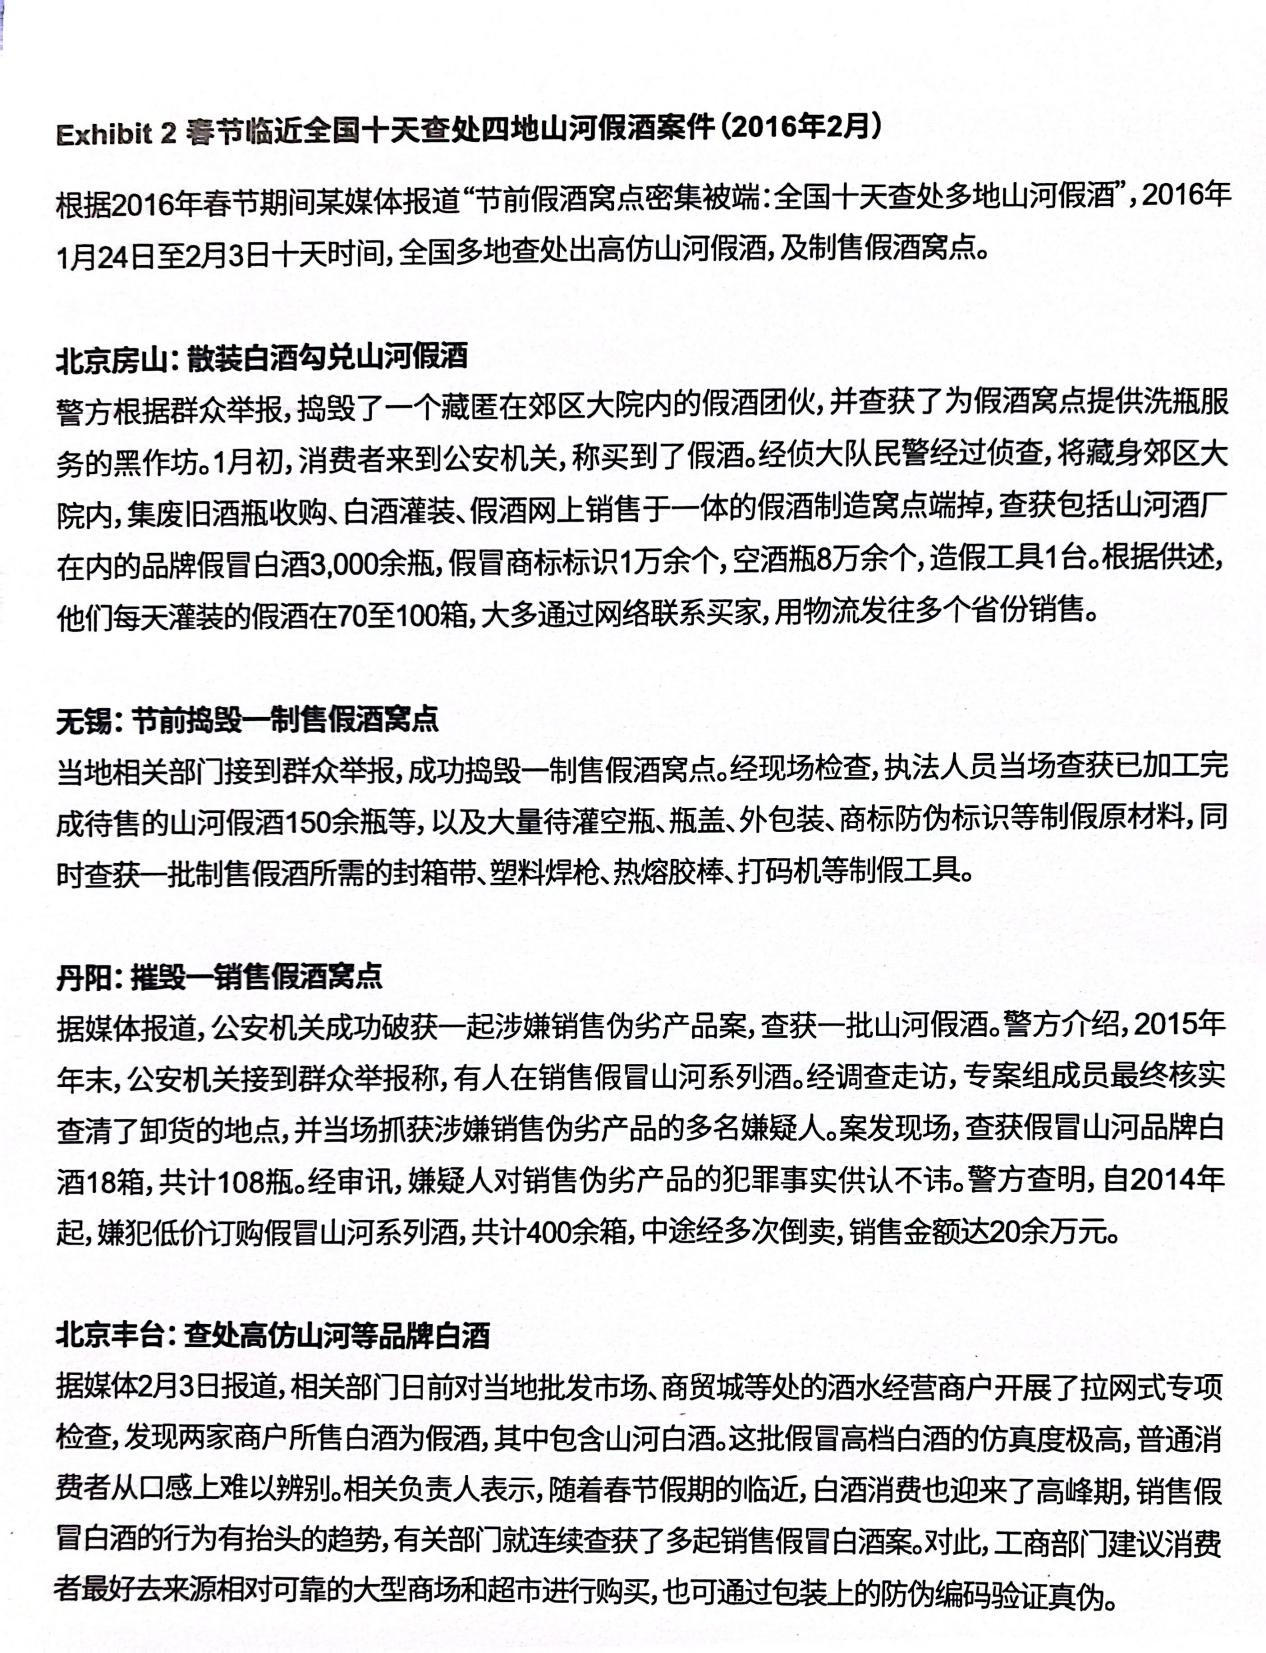 Exhibit 2 春节临近全国十天查处四地山河假酒案件（2016年2月）
根据2016年春节期间某媒体报道“节前假酒窝点密集被端：全国十天查处多地山河假酒”，2016年
1月24日至2月3日十天时间，全国多地查处出高仿山河假酒，及制售假酒窝点。
北京房山：散装白酒勾兑山河假酒
警方根据群众举报，捣毁了一个藏匿在郊区大院内的假酒团伙，并查获了为假酒窝点提供洗瓶服
务的黑作坊。1月初，消费者来到公安机关，称买到了假酒。经侦大队民警经过侦查，将藏身郊区大
院内，集废旧酒瓶收购、白酒灌装、假酒网上销售于一体的假酒制造窝点端掉，查获包括山河酒厂
在内的品牌假冒白酒3,000余瓶，假冒商标标识1万余个，空酒瓶8万余个，造假工具1台。根据供述，
他们每天灌装的假酒在70至100箱，大多通过网络联系买家，用物流发往多个省份销售。
无锡：节前捣毁一制售假酒窝点
当地相关部门接到群众举报，成功捣毁一制售假酒窝点。经现场检查，执法人员当场查获已加工完
成待售的山河假酒150余瓶等，以及大量待灌空瓶、瓶盖、外包装、商标防伪标识等制假原材料，同
时查获一批制售假酒所需的封箱带、塑料焊枪、热熔胶棒、打码机等制假工具。
丹阳：摧毁一销售假酒窝点
据媒体报道，公安机关成功破获一起涉嫌销售伪劣产品案，查获一批山河假酒。警方介绍，2015年
年末，公安机关接到群众举报称，有人在销售假冒山河系列酒。经调查走访，专案组成员最终核实
查清了卸货的地点，并当场抓获涉嫌销售伪劣产品的多名嫌疑人。案发现场，查获假冒山河品牌白
酒18箱，共计108瓶。经审讯，嫌疑人对销售伪劣产品的犯罪事实供认不讳。警方查明，自2014年
起，嫌犯低价订购假冒山河系列酒，共计400余箱，中途经多次倒卖，销售金额达20余万元。
北京丰台：查处高仿山河等品牌白酒
据媒体2月3日报道，相关部门日前对当地批发市场、商贸城等处的酒水经营商户开展了拉网式专项
检查，发现两家商户所售白酒为假酒，其中包含山河白酒。这批假冒高档白酒的仿真度极高，普通消
费者从口感上难以辨别。相关负责人表示，随着春节假期的临近，白酒消费也迎来了高峰期，销售假
冒白酒的行为有抬头的趋势，有关部门就连续查获了多起销售假冒白酒案。对此，工商部门建议消费
者最好去来源相对可靠的大型商场和超市进行购买，也可通过包装上的防伪编码验证真伪。